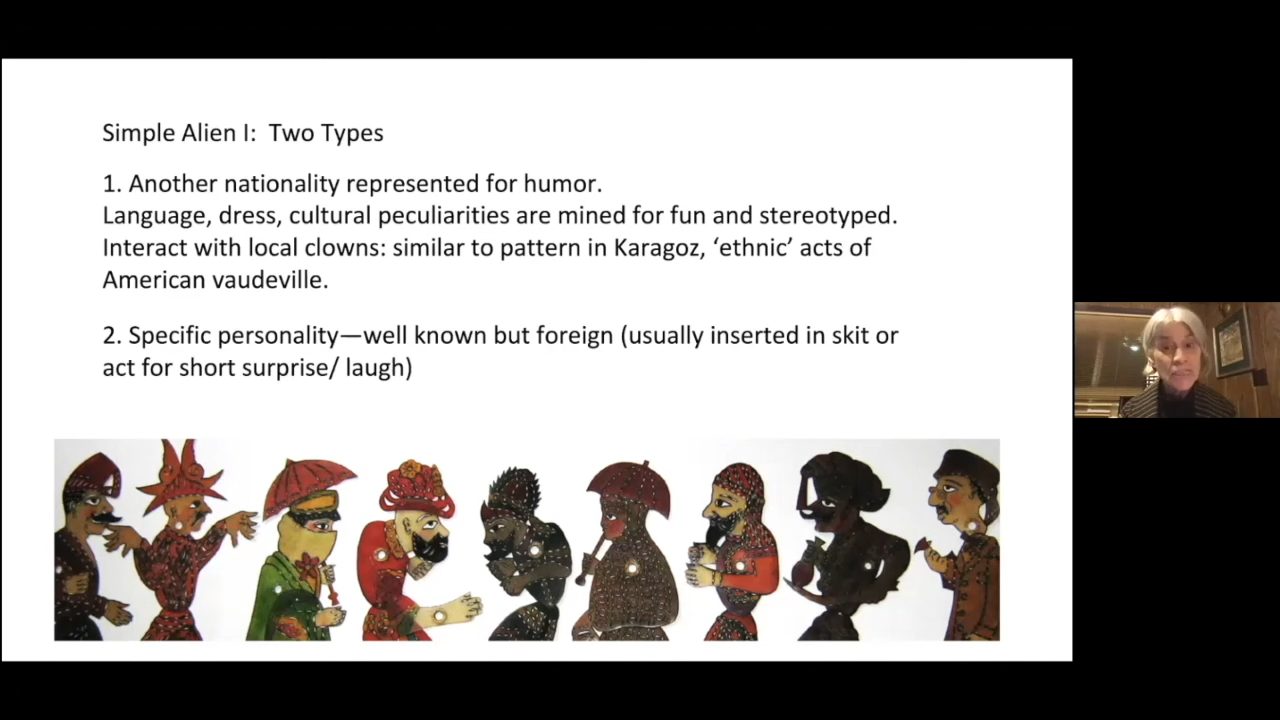 Simple Alien I:  Two Types
1. Another nationality represented for humor.
Language, dress, cultural peculiarities are mined for fun and stereotyped.
Interact with local clowns: similar to pattern in Karagoz, ‘ethnic’ acts of
American vaudeville.
2. Specific personality—well known but foreign (usually inserted in skit or
act for short surprise/ laugh)